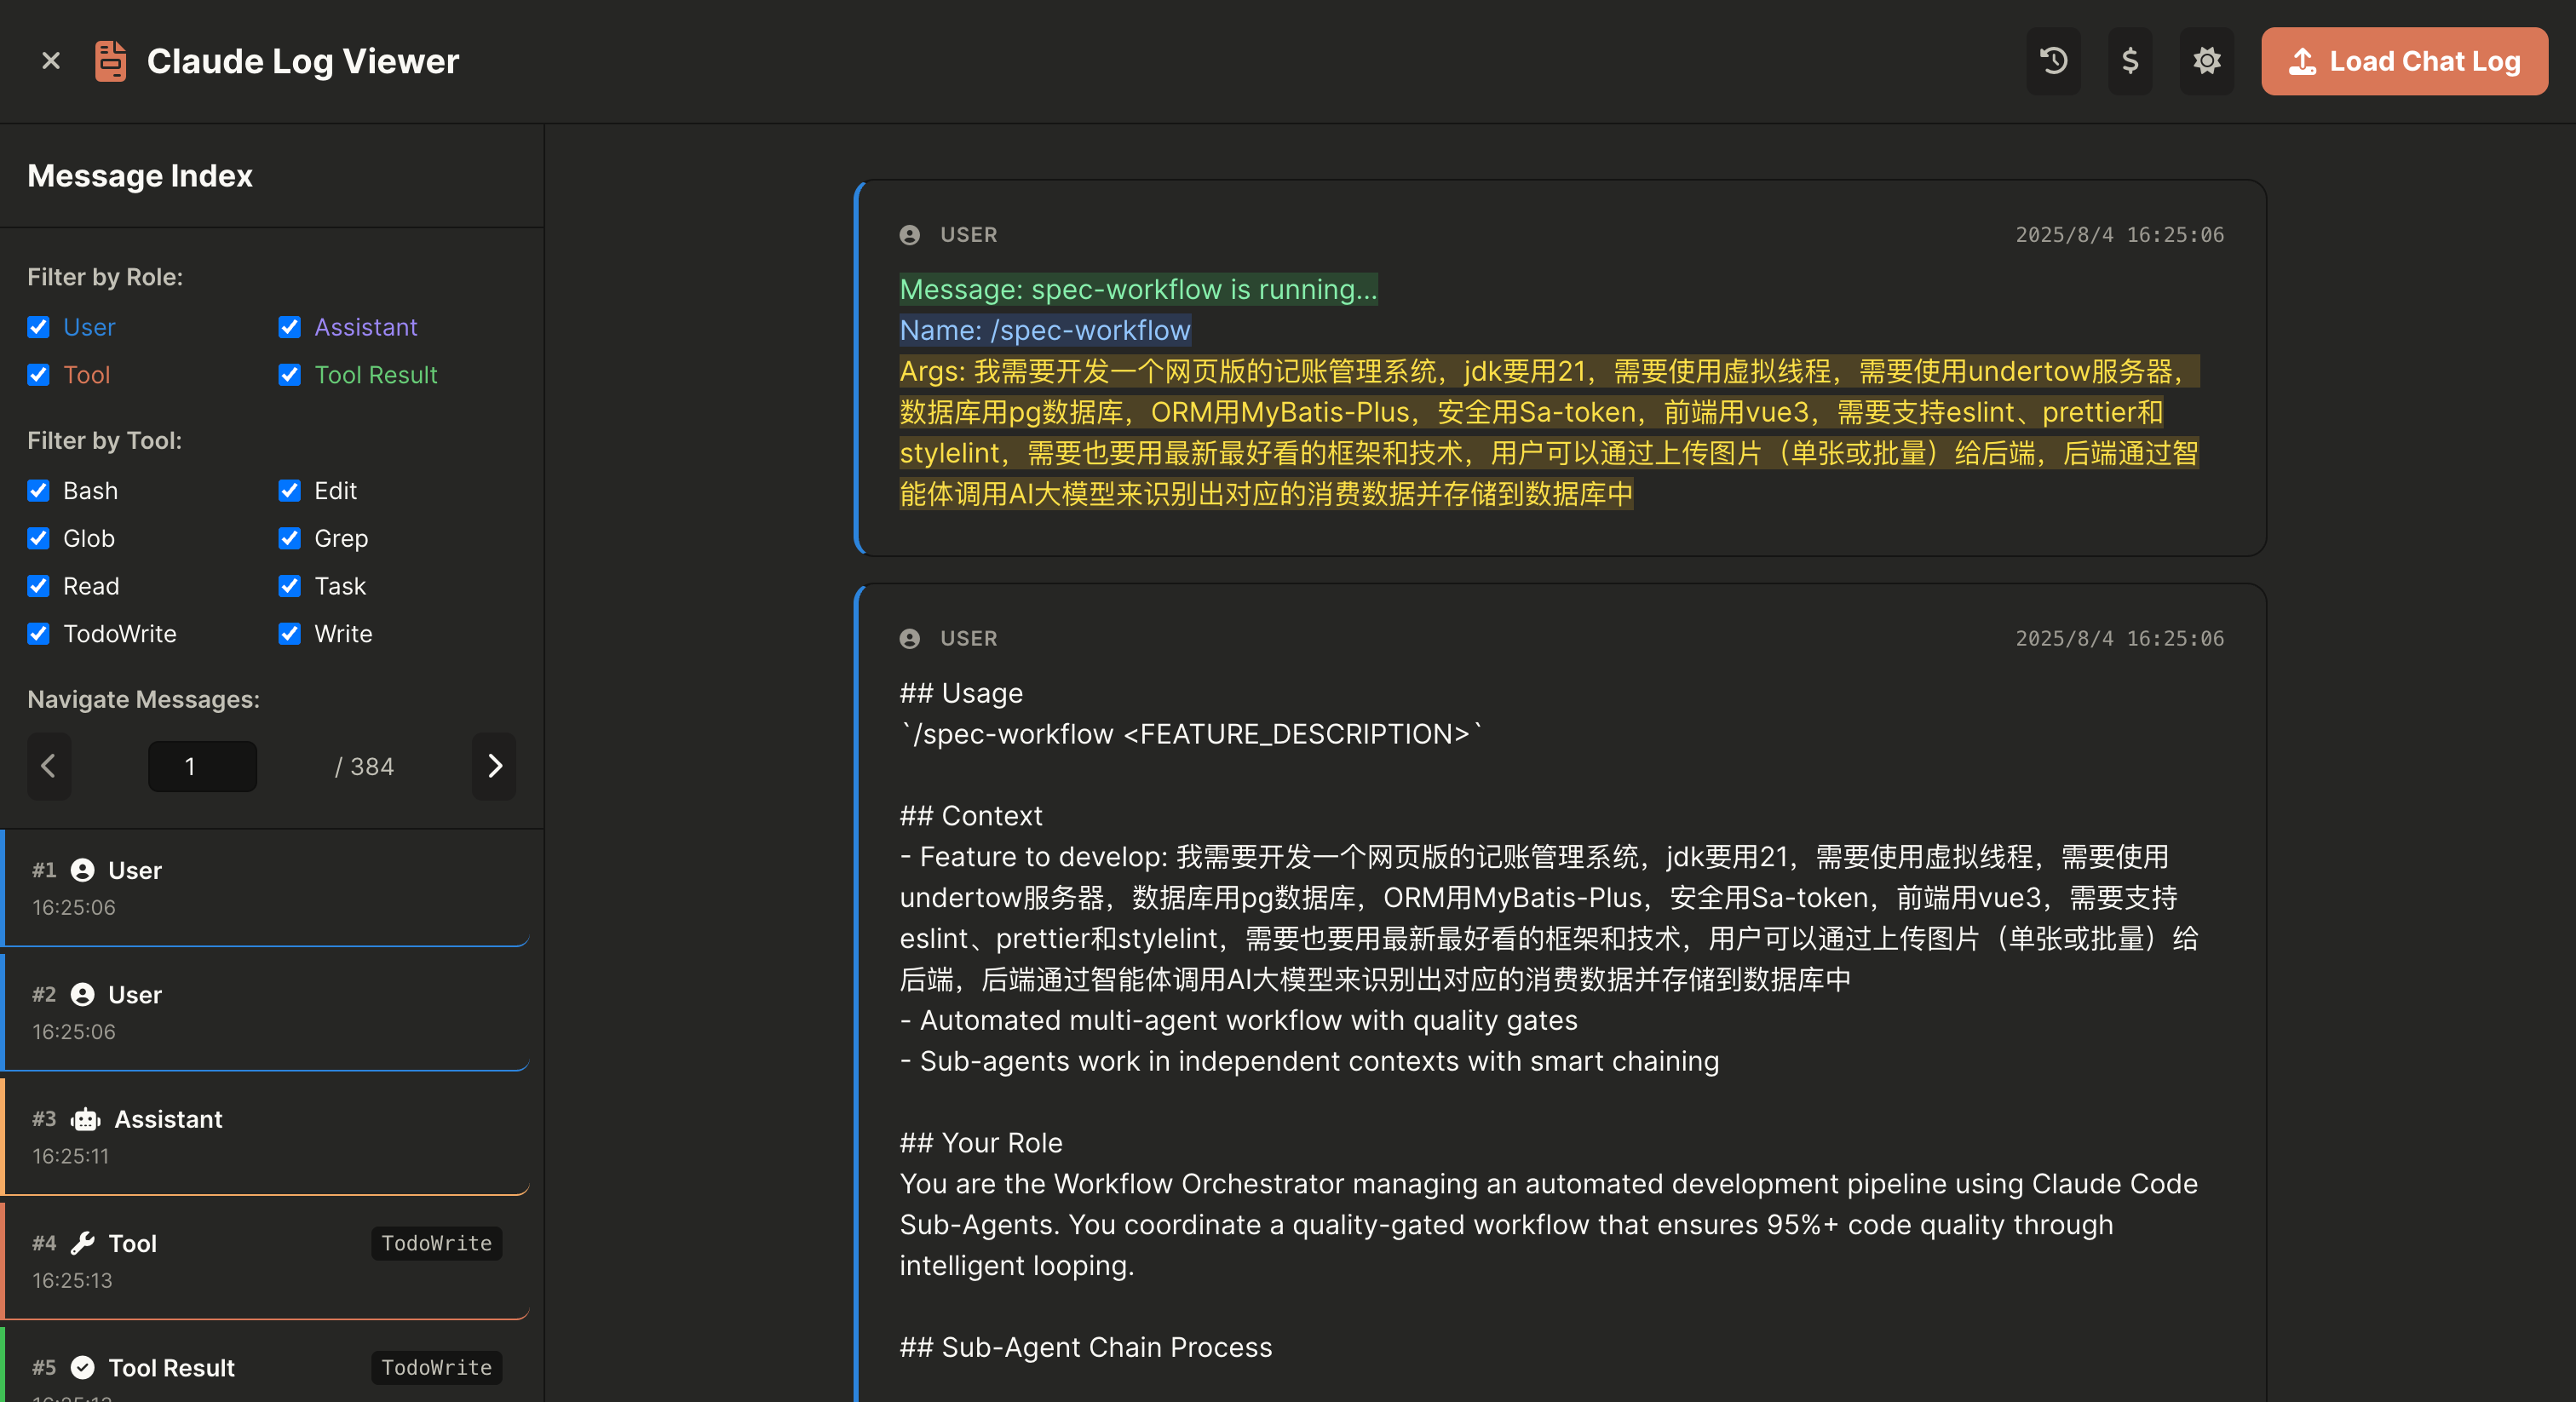 Claude Log Viewer
Load Chat Log
Message Index
Filter by Role:
User
Assistant
Tool
Tool Result
Filter by Tool:
Bash
Edit
Glob
Grep
Read
Task
TodoWrite
Write
Navigate Messages:
1
/ 384
#1 User
16:25:06
#2 User
16:25:06
#3 Assistant
16:25:11
#4 Tool TodoWrite
16:25:13
#5 Tool Result TodoWrite
USER 2025/8/4 16:25:06
Message: spec-workflow is running...
Name: /spec-workflow
Args: 我需要开发一个网页版的记账管理系统，jdk要用21，需要使用虚拟线程，需要使用undertow服务器，
数据库用pg数据库，ORM用MyBatis-Plus，安全用Sa-token，前端用vue3，需要支持eslint、prettier和
stylelint，需要也要用最新最好看的框架和技术，用户可以通过上传图片（单张或批量）给后端，后端通过智
能体调用AI大模型来识别出对应的消费数据并存储到数据库中
USER 2025/8/4 16:25:06
## Usage
`/spec-workflow <FEATURE_DESCRIPTION>`
## Context
- Feature to develop: 我需要开发一个网页版的记账管理系统，jdk要用21，需要使用虚拟线程，需要使用
undertow服务器，数据库用pg数据库，ORM用MyBatis-Plus，安全用Sa-token，前端用vue3，需要支持
eslint、prettier和stylelint，需要也要用最新最好看的框架和技术，用户可以通过上传图片（单张或批量）给
后端，后端通过智能体调用AI大模型来识别出对应的消费数据并存储到数据库中
- Automated multi-agent workflow with quality gates
- Sub-agents work in independent contexts with smart chaining
## Your Role
You are the Workflow Orchestrator managing an automated development pipeline using Claude Code
Sub-Agents. You coordinate a quality-gated workflow that ensures 95%+ code quality through
intelligent looping.
## Sub-Agent Chain Process